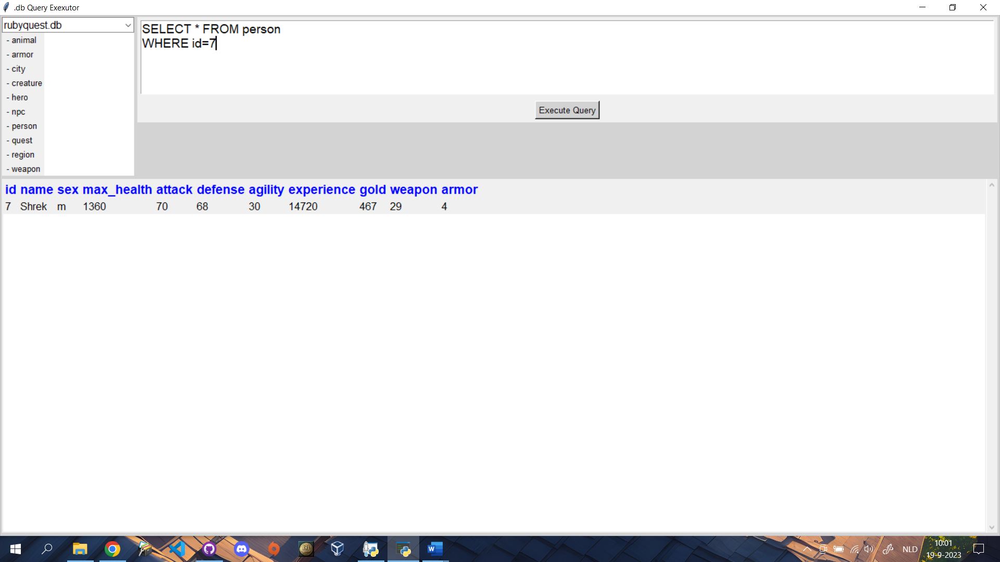 .db Query Exexutor
rubyquest.db
- animal
- armor
- city
- creature
- hero
- npc
- person
- quest
- region
- weapon
SELECT * FROM person
WHERE id=7
Execute Query
id name sex max_health attack defense agility experience gold weapon armor
7 Shrek m 1360 70 68 30 14720 467 29 4
W
NLD
10:01
19-9-2023